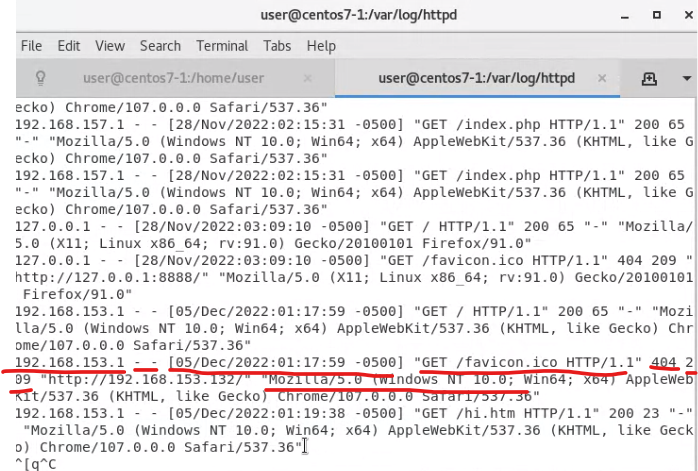 user@centos7-1:/var/log/httpd
File Edit View Search Terminal Tabs Help
user@centos7-1:/home/user × user@centos7-1:/var/log/httpd ×
ecko) Chrome/107.0.0.0 Safari/537.36"
192.168.157.1 - - [28/Nov/2022:02:15:31 -0500] "GET /index.php HTTP/1.1" 200 65
"-" "Mozilla/5.0 (Windows NT 10.0; Win64; x64) AppleWebKit/537.36 (KHTML, like G
ecko) Chrome/107.0.0.0 Safari/537.36"
192.168.157.1 - - [28/Nov/2022:02:15:31 -0500] "GET /index.php HTTP/1.1" 200 65
"-" "Mozilla/5.0 (Windows NT 10.0; Win64; x64) AppleWebKit/537.36 (KHTML, like G
ecko) Chrome/107.0.0.0 Safari/537.36"
127.0.0.1 - - [28/Nov/2022:03:09:10 -0500] "GET / HTTP/1.1" 200 65 "-" "Mozilla/
5.0 (X11; Linux x86_64; rv:91.0) Gecko/20100101 Firefox/91.0"
127.0.0.1 - - [28/Nov/2022:03:09:10 -0500] "GET /favicon.ico HTTP/1.1" 404 209 "
http://127.0.0.1:8888/" "Mozilla/5.0 (X11; Linux x86_64; rv:91.0) Gecko/20100101
Firefox/91.0"
192.168.153.1 - - [05/Dec/2022:01:17:59 -0500] "GET / HTTP/1.1" 200 65 "-" "Mozi
lla/5.0 (Windows NT 10.0; Win64; x64) AppleWebKit/537.36 (KHTML, like Gecko) Chr
ome/107.0.0.0 Safari/537.36"
192.168.153.1 - - [05/Dec/2022:01:17:59 -0500] "GET /favicon.ico HTTP/1.1" 404 2
09 "http://192.168.153.132/" "Mozilla/5.0 (Windows NT 10.0; Win64; x64) AppleWeb
Kit/537.36 (KHTML, like Gecko) Chrome/107.0.0.0 Safari/537.36"
192.168.153.1 - - [05/Dec/2022:01:19:38 -0500] "GET /hi.htm HTTP/1.1" 200 23 "-"
"Mozilla/5.0 (Windows NT 10.0; Win64; x64) AppleWebKit/537.36 (KHTML, like Geck
o) Chrome/107.0.0.0 Safari/537.36"
^[q^C